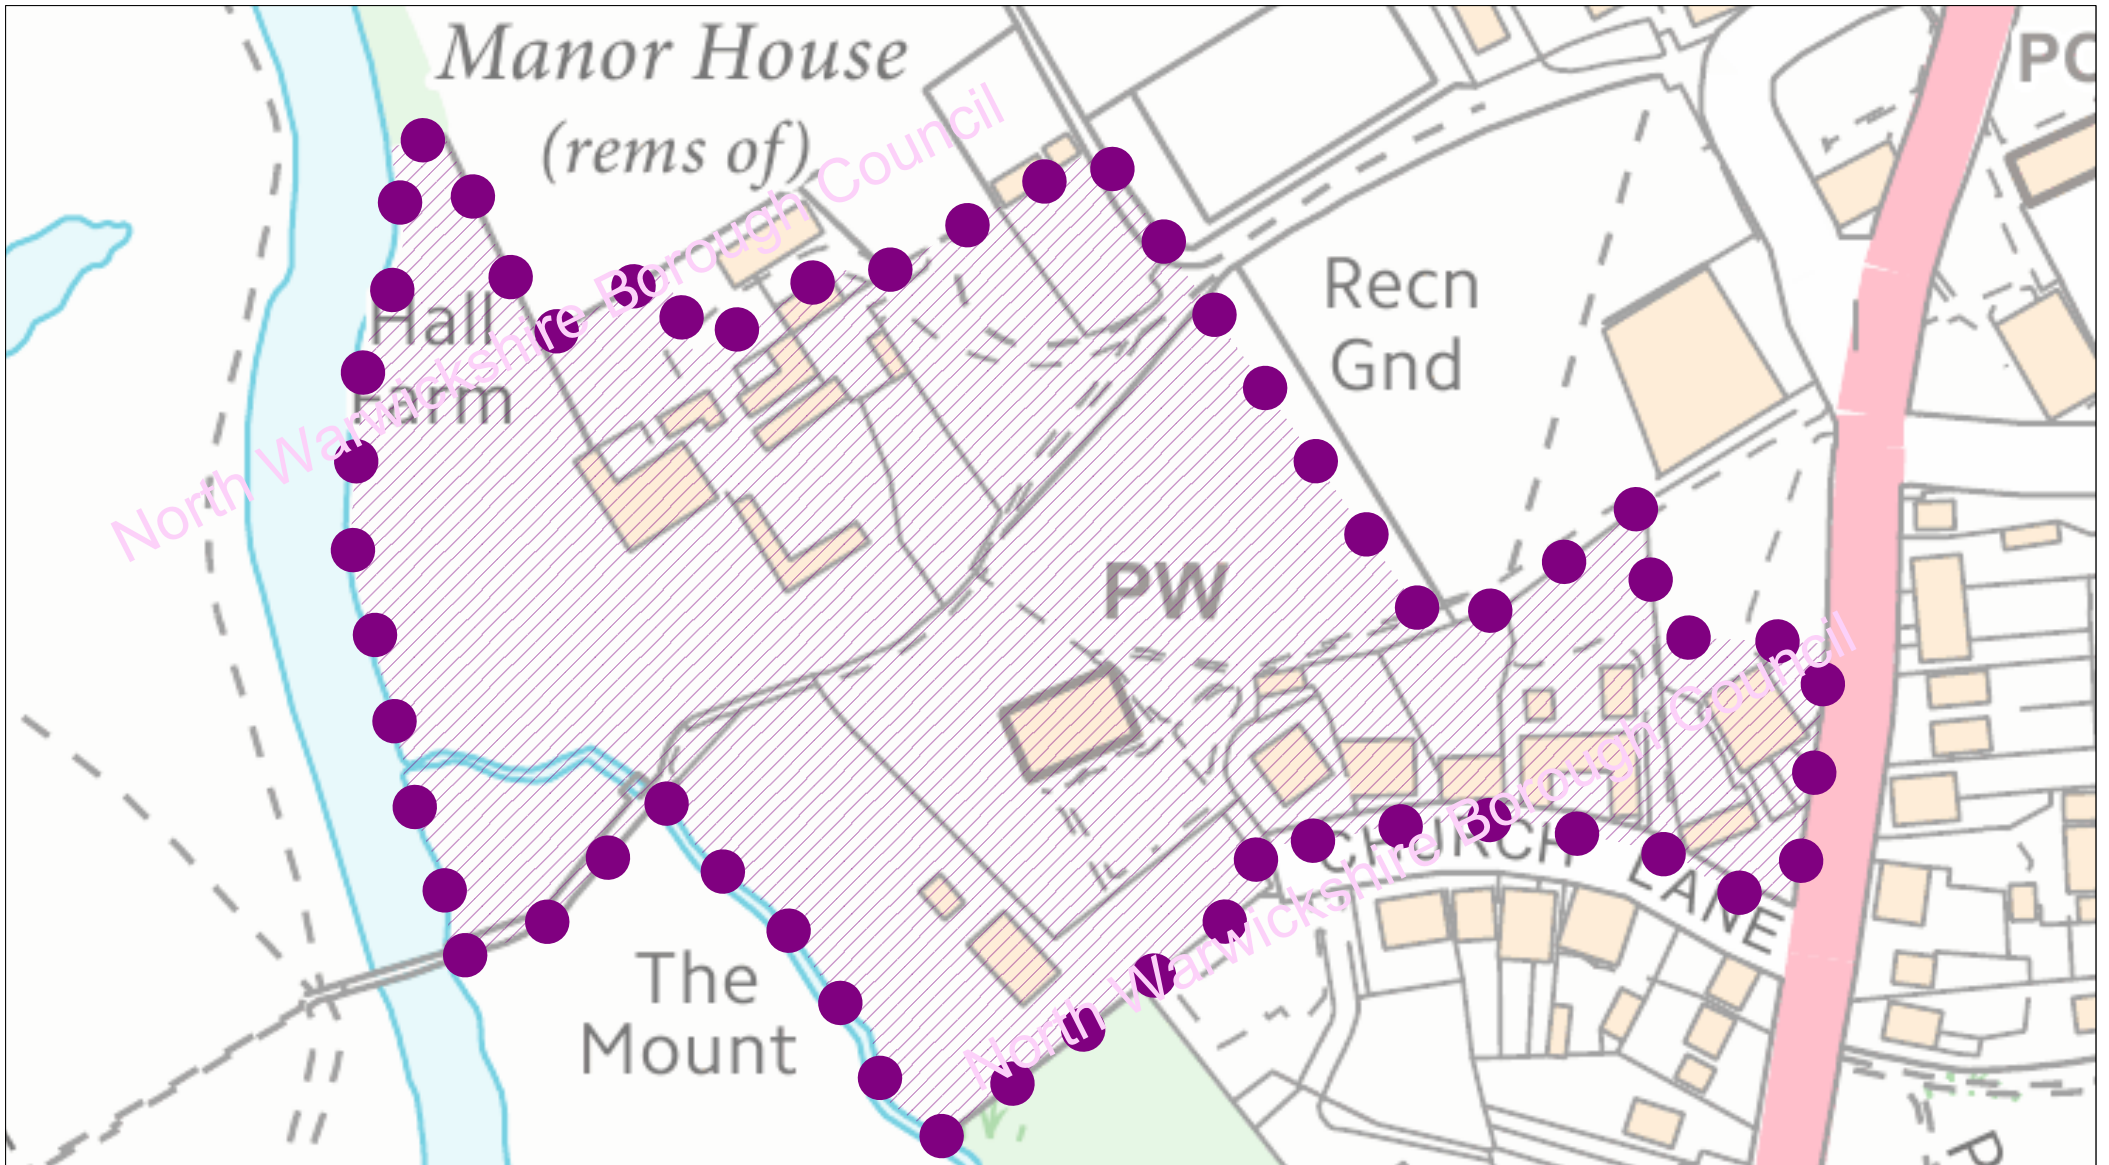 Manor House
(rems of)
PO
North Warwickshire Borough Council
Recn
Gnd
Hall
Farm
PW
North Warwickshire Borough Council
CHURCH LANE
The
Mount
P